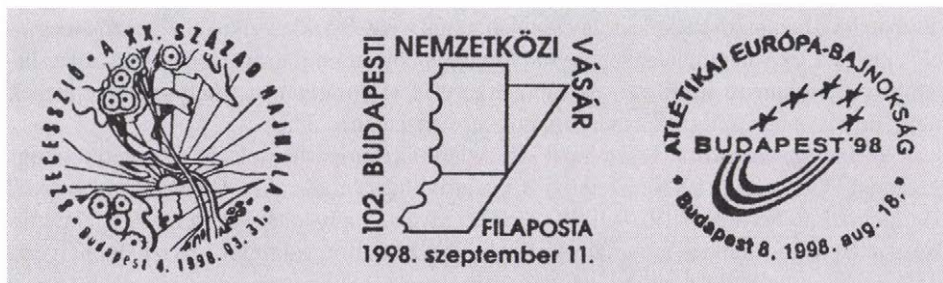 SZECESSZIÓ A XX. SZÁZAD HAJNALA
Budapest 4. 1998. 03. 31.
102 BUDAPESTI
NEMZETKÖZI
VÁSÁR
FILAPOSTA
1998. szeptember 11.
ATLÉTIKAI EURÓPA-BAJNOKSÁG
BUDAPEST '98
Budapest 8, 1998. aug. 18.